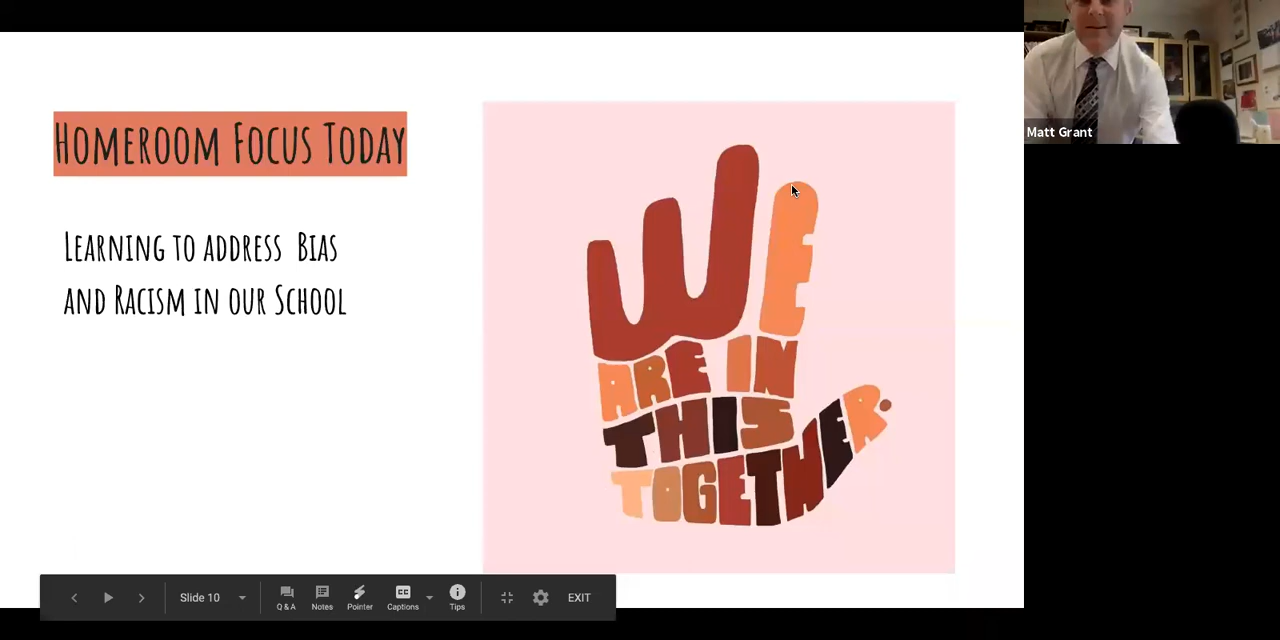 Homeroom Focus Today
Learning to address Bias
and Racism in our School
WE
ARE IN
THIS
TOGETHER.
Matt Grant
Slide 10
Q & A
Notes
Pointer
CC
Captions
Tips
EXIT